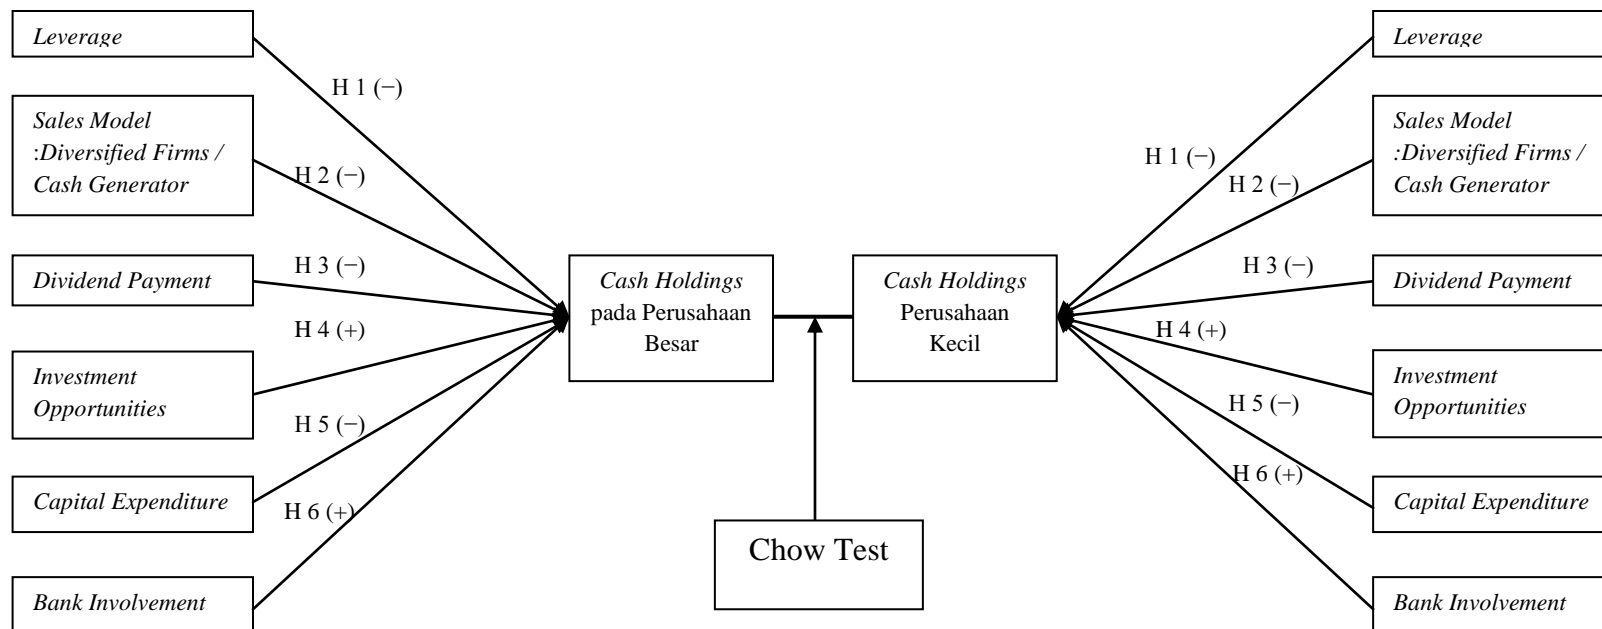 Leverage
H 1 (−)
Sales Model
:Diversified Firms /
Cash Generator
H 2 (−)
Dividend Payment
H 3 (−)
H 4 (+)
Investment
Opportunities
H 5 (−)
Capital Expenditure
H 6 (+)
Bank Involvement
Cash Holdings
pada Perusahaan
Besar
Cash Holdings
Perusahaan
Kecil
Chow Test
Leverage
H 1 (−)
Sales Model
:Diversified Firms /
Cash Generator
H 2 (−)
Dividend Payment
H 3 (−)
H 4 (+)
Investment
Opportunities
H 5 (−)
Capital Expenditure
H 6 (+)
Bank Involvement